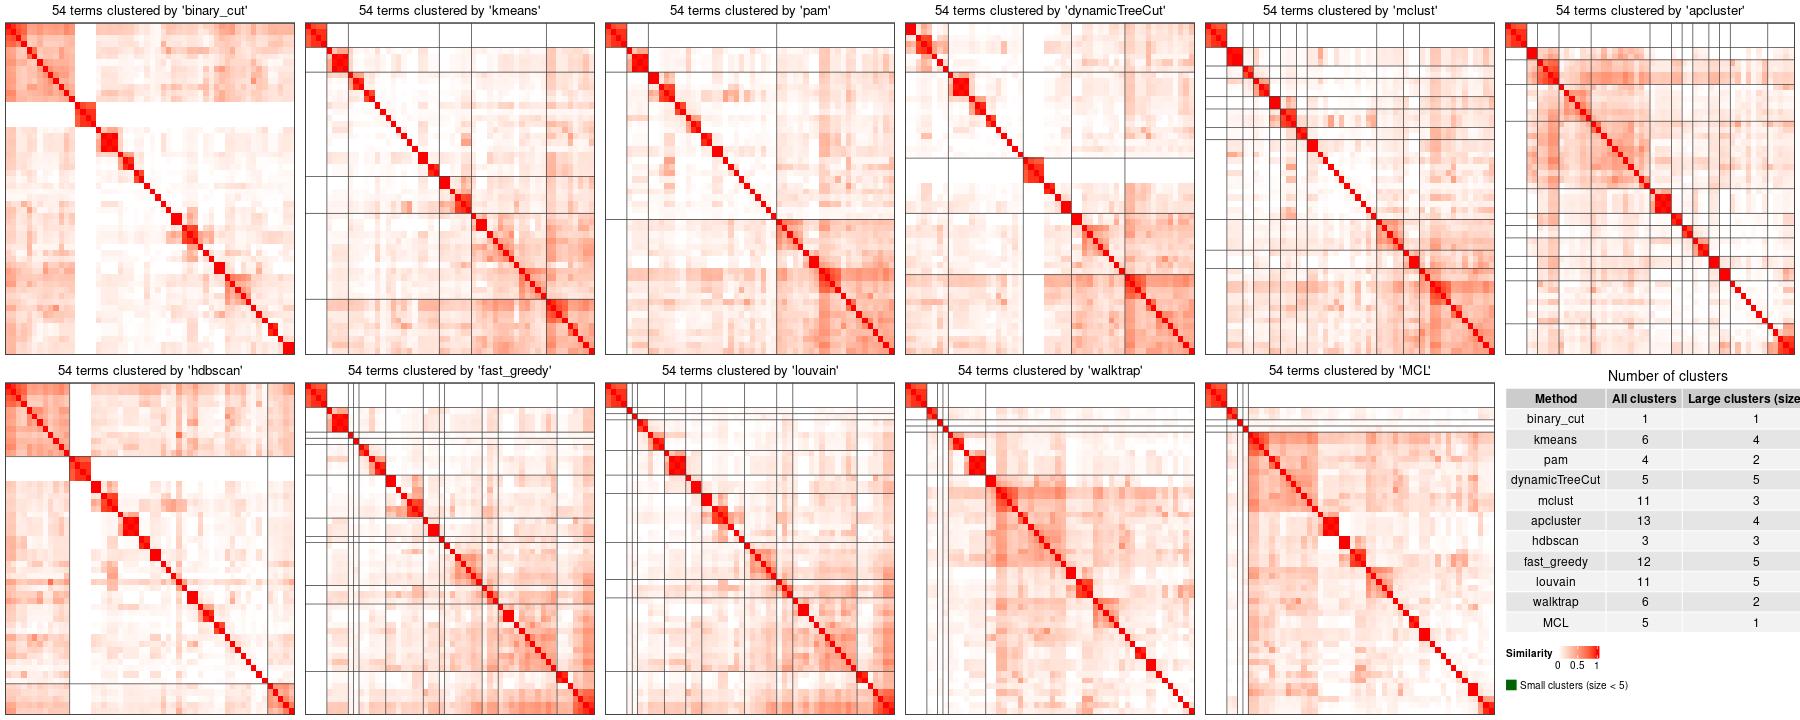 54 terms clustered by 'binary_cut'
54 terms clustered by 'kmeans'
54 terms clustered by 'pam'
54 terms clustered by 'dynamicTreeCut'
54 terms clustered by 'mclust'
54 terms clustered by 'apcluster'
54 terms clustered by 'hdbscan'
54 terms clustered by 'fast_greedy'
54 terms clustered by 'louvain'
54 terms clustered by 'walktrap'
54 terms clustered by 'MCL'
Number of clusters
Method All clusters Large clusters (size
binary_cut 1 1
kmeans 6 4
pam 4 2
dynamicTreeCut 5 5
mclust 11 3
apcluster 13 4
hdbscan 3 3
fast_greedy 12 5
louvain 11 5
walktrap 6 2
MCL 5 1
Similarity
0 0.5 1
Small clusters (size < 5)